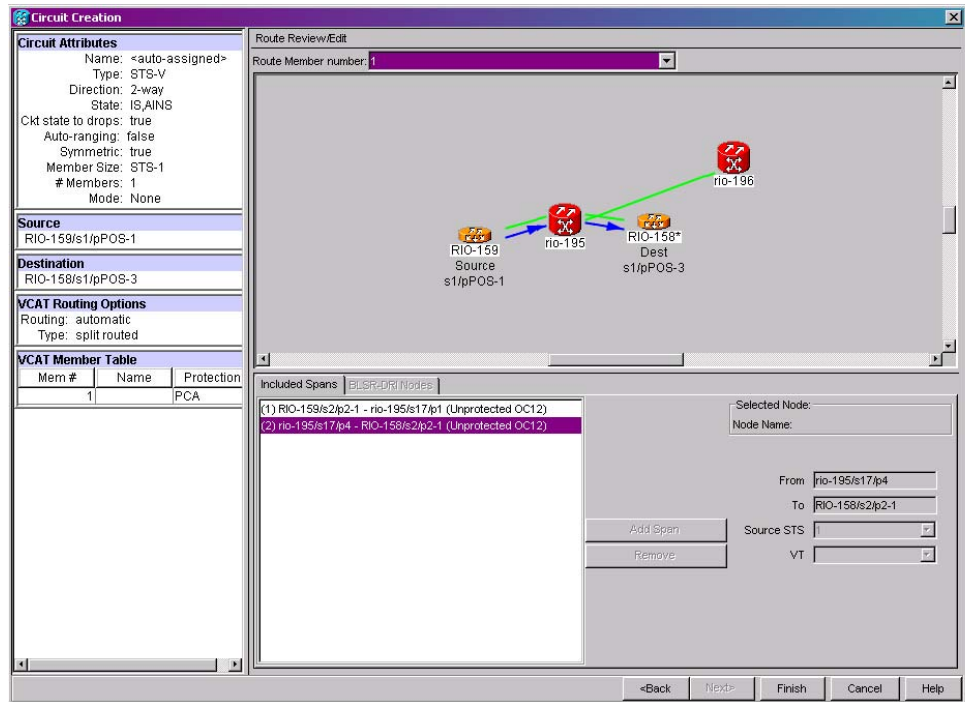 Circuit Creation
Circuit Attributes
Name: <auto-assigned>
Type: STS-V
Direction: 2-way
State: IS,AINS
Ckt state to drops: true
Auto-ranging: false
Symmetric: true
Member Size: STS-1
# Members: 1
Mode: None
Source
RIO-159/s1/pPOS-1
Destination
RIO-158/s1/pPOS-3
VCAT Routing Options
Routing: automatic
Type: split routed
VCAT Member Table
Mem # Name Protection
1 PCA
Route Review/Edit
Route Member number: 1
rio-196
RIO-159
Source
s1/pPOS-1
rio-195
RIO-158*
Dest
s1/pPOS-3
Included Spans BLSR-DRI Nodes
(1) RIO-159/s2/p2-1 - rio-195/s17/p1 (Unprotected OC12)
(2) rio-195/s17/p4 - RIO-158/s2/p2-1 (Unprotected OC12)
Selected Node:
Node Name:
From rio-195/s17/p4
To RIO-158/s2/p2-1
Add Span Source STS 1
Remove VT
<Back Next> Finish Cancel Help